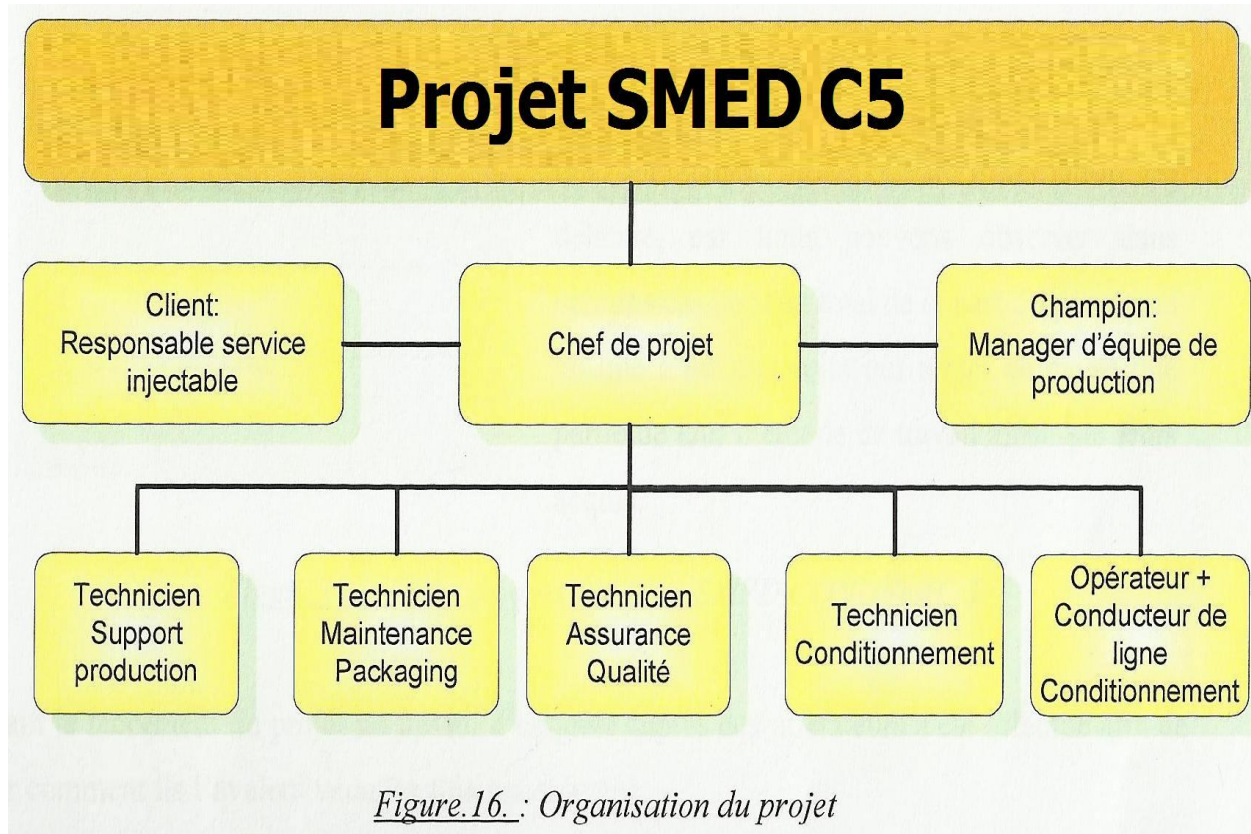 Projet SMED C5
Client:
Responsable service
injectable
Chef de projet
Champion:
Manager d'équipe de
production
Technicien
Support
production
Technicien
Maintenance
Packaging
Technicien
Assurance
Qualité
Technicien
Conditionnement
Opérateur +
Conducteur de
ligne
Conditionnement
Figure.16. : Organisation du projet